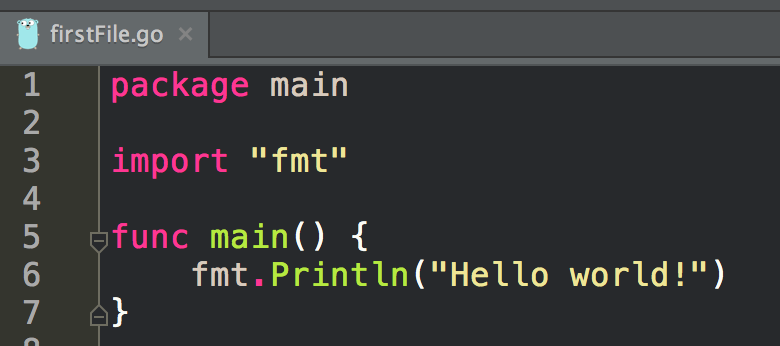 firstFile.go ×
1 package main
2
3 import "fmt"
4
5 func main() {
6     fmt.Println("Hello world!")
7 }
8